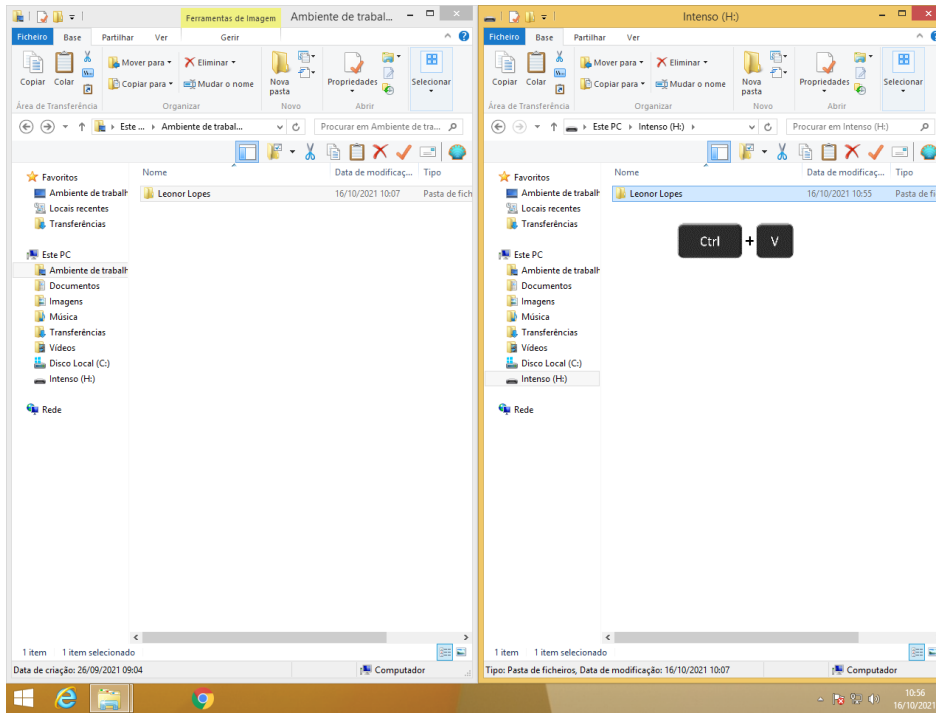 Ferramentas de Imagem Ambiente de trabal...
Ficheiro Base Partilhar Ver Gerir
Copiar Colar
Mover para
Copiar para
Eliminar
Mudar o nome
Nova pasta
Propriedades
Selecionar
Área de Transferência Organizar Novo Abrir
Este ... Ambiente de trabal...
Procurar em Ambiente de tra...
Nome Data de modificaç... Tipo
Leonor Lopes 16/10/2021 10:07 Pasta de fich
Favoritos
Ambiente de trabalh
Locais recentes
Transferências
Este PC
Ambiente de trabalh
Documentos
Imagens
Música
Transferências
Vídeos
Disco Local (C:)
Intenso (H:)
Rede
1 item 1 item selecionado
Data de criação: 26/09/2021 09:04 Computador
Intenso (H:)
Ficheiro Base Partilhar Ver
Copiar Colar
Mover para
Copiar para
Eliminar
Mudar o nome
Nova pasta
Propriedades
Selecionar
Área de Transferência Organizar Novo Abrir
Este PC Intenso (H:)
Procurar em Intenso (H:)
Nome Data de modificaç... Tipo
Leonor Lopes 16/10/2021 10:55 Pasta de fi
Ctrl + V
Favoritos
Ambiente de trabalh
Locais recentes
Transferências
Este PC
Ambiente de trabalh
Documentos
Imagens
Música
Transferências
Vídeos
Disco Local (C:)
Intenso (H:)
Rede
1 item 1 item selecionado
Tipo: Pasta de ficheiros, Data de modificação: 16/10/2021 10:07 Computador
10:56
16/10/2021